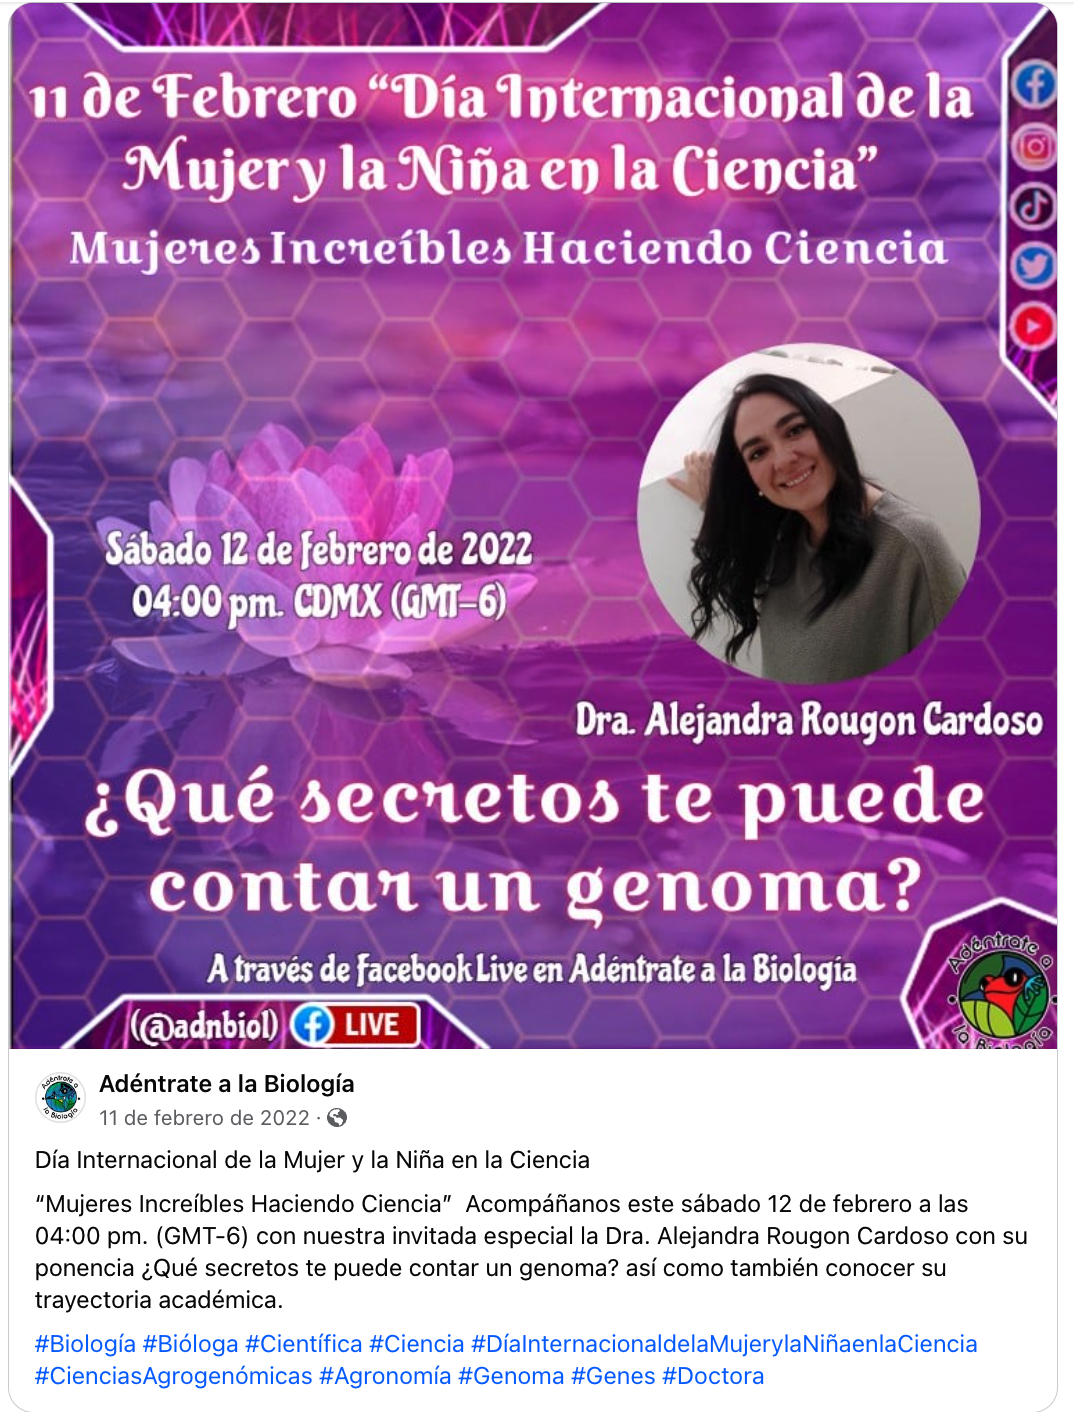 11 de Febrero “Día Internacional de la
Mujer y la Niña en la Ciencia”
Mujeres Increíbles Haciendo Ciencia
Sábado 12 de febrero de 2022
04:00 pm. CDMX (GMT-6)
Dra. Alejandra Rougon Cardoso
¿Qué secretos te puede
contar un genoma?
A través de Facebook Live en Adéntrate a la Biología
(@adnbiol) f LIVE
Adéntrate a
la Biología
Adéntrate a la Biología
Adéntrate a
la Biología
11 de febrero de 2022 ·
Día Internacional de la Mujer y la Niña en la Ciencia
“Mujeres Increíbles Haciendo Ciencia”  Acompáñanos este sábado 12 de febrero a las
04:00 pm. (GMT-6) con nuestra invitada especial la Dra. Alejandra Rougon Cardoso con su
ponencia ¿Qué secretos te puede contar un genoma? así como también conocer su
trayectoria académica.
#Biología #Bióloga #Científica #Ciencia #DíaInternacionaldelaMujerylaNiñaenlaCiencia
#CienciasAgrogenómicas #Agronomía #Genoma #Genes #Doctora